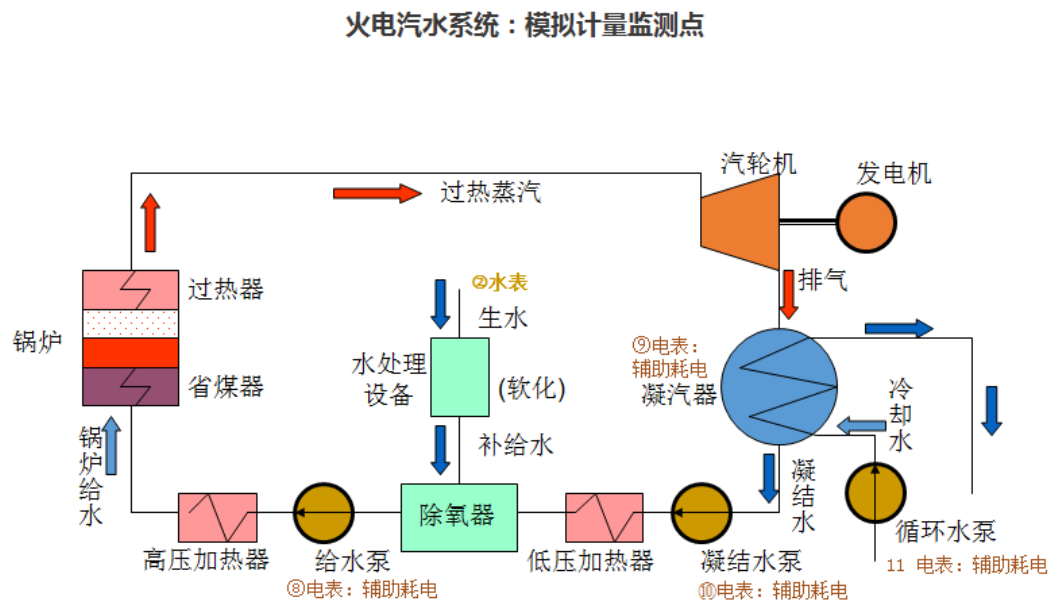 火电汽水系统：模拟计量监测点
汽轮机
发电机
过热蒸汽
排气
过热器
②水表
生水
锅炉
⑨电表：
辅助耗电
凝汽器
水处理
设备
(软化)
省煤器
冷却水
锅炉给水
补给水
凝结水
除氧器
循环水泵
高压加热器
给水泵
低压加热器
凝结水泵
11 电表：辅助耗电
⑧电表：辅助耗电
⑩电表：辅助耗电